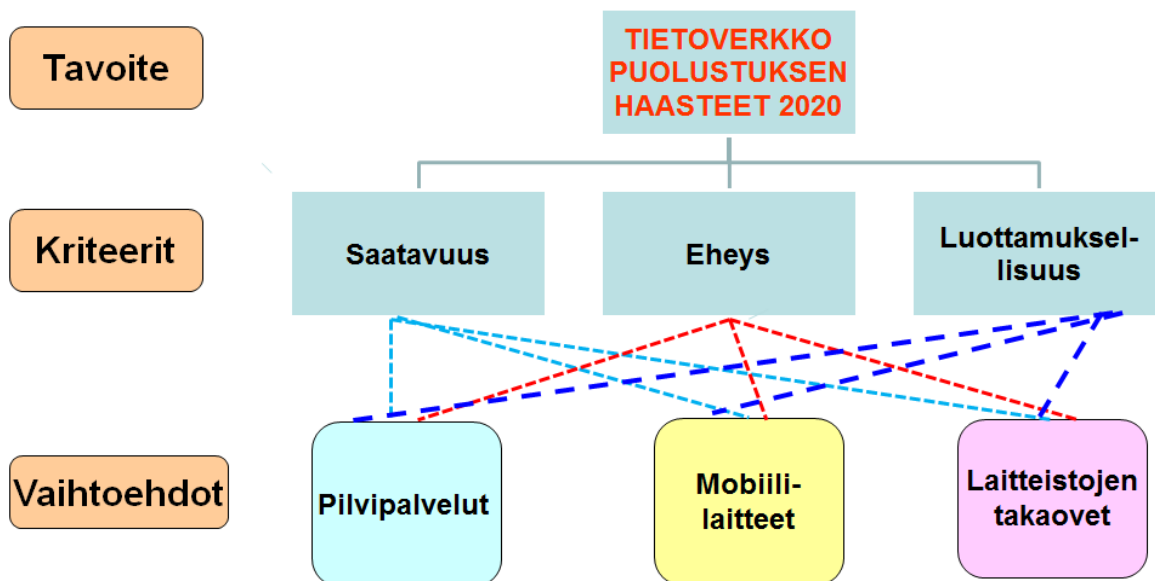 Tavoite
TIETOVERKKO
PUOLUSTUKSEN
HAASTEET 2020
Kriteerit
Saatavuus
Eheys
Luottamuksel-
lisuus
Vaihtoehdot
Pilvipalvelut
Mobiili-
laitteet
Laitteistojen
takaovet